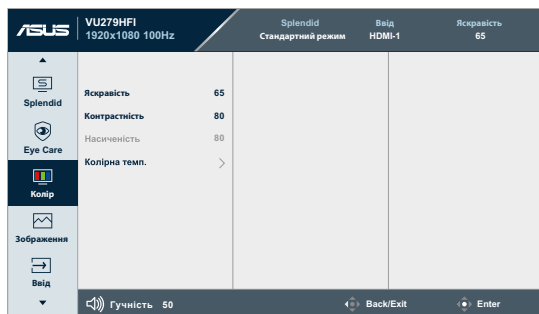 ASUS
VU279HFI
1920x1080 100Hz
Splendid
Стандартний режим
Ввід
HDMI-1
Яскравість
65
Splendid
Eye Care
Колір
Зображення
Ввід
Яскравість 65
Контрастність 80
Насиченість 80
Колірна темп.
Гучність 50
Back/Exit
Enter